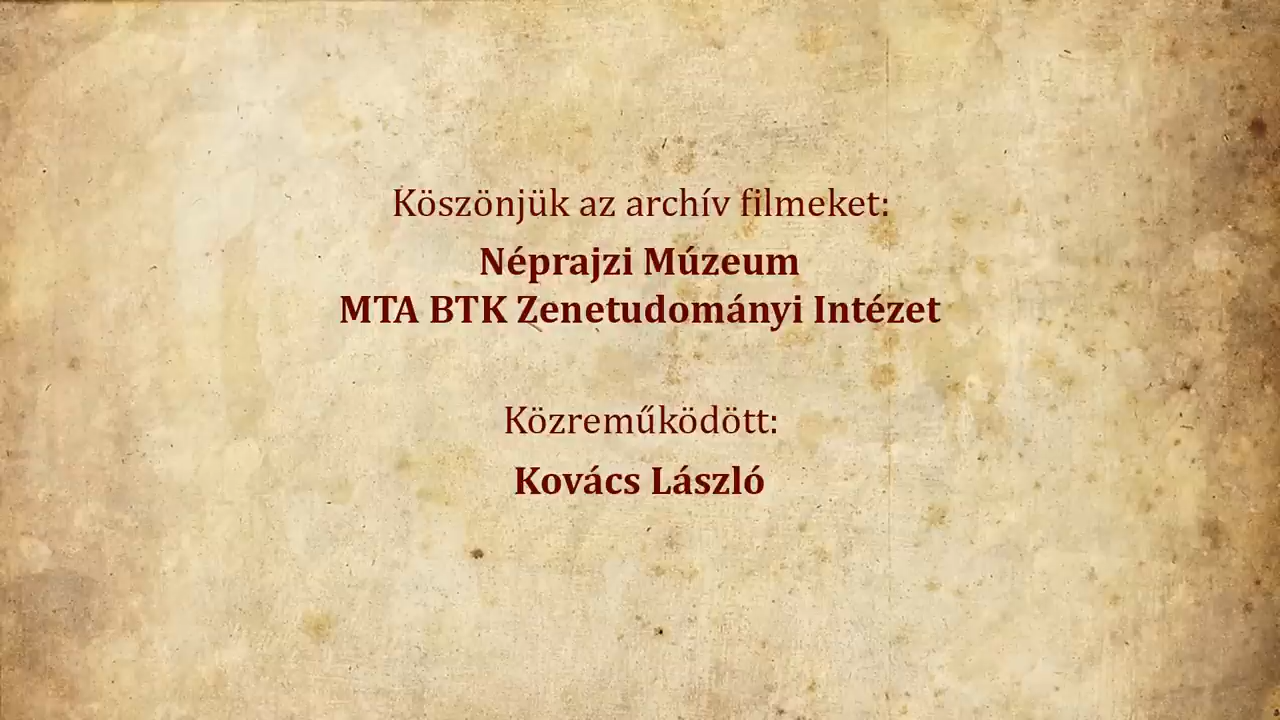 Köszönjük az archív filmeket:
Néprajzi Múzeum
MTA BTK Zenetudományi Intézet
Közreműködött:
Kovács László